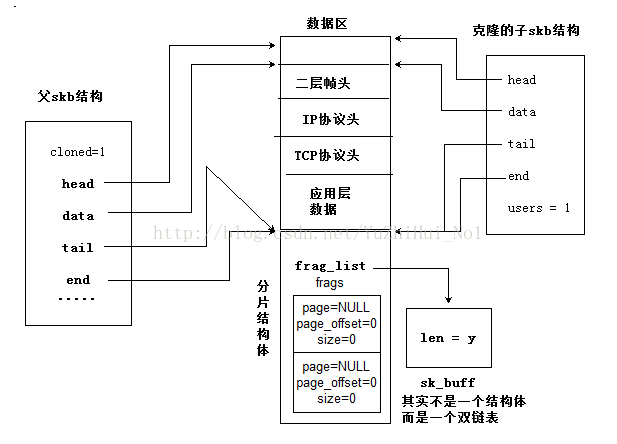 数据区
克隆的子skb结构
父skb结构
cloned=1
head
data
tail
end
.....
二层帧头
IP协议头
TCP协议头
应用层
数据
head
data
tail
end
users = 1
http://blog.csdn.net/YuZhiHui_No1
分片结构体
frag_list
frags
page=NULL
page_offset=0
size=0
page=NULL
page_offset=0
size=0
len = y
sk_buff
其实不是一个结构体
而是一个双链表